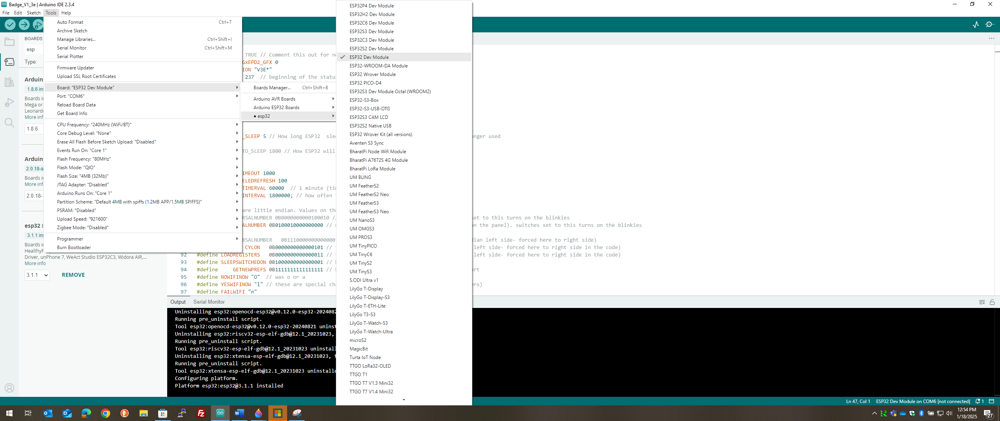 Badge_V1_3e | Arduino IDE 2.3.4
File Edit Sketch Tools Help
BOARDS
esp
Type:
Arduin
1.8.6 ins
Boards in
Mega or
Leonardo
More inf
1.8.6
Arduin
2.0.18-a
Boards in
More inf
2.0.18-
esp32 b
3.1.1 ins
Boards in
HealthyP
Driver, unPhone 7, WeAct Studio ESP32C3, Widora AIR,...
More info
3.1.1
REMOVE
Auto Format Ctrl+T
Archive Sketch
Manage Libraries... Ctrl+Shift+I
Serial Monitor Ctrl+Shift+M
Serial Plotter
Firmware Updater
Upload SSL Root Certificates
Board: "ESP32 Dev Module"
Port: "COM6"
Reload Board Data
Get Board Info
CPU Frequency: "240MHz (WiFi/BT)"
Core Debug Level: "None"
Erase All Flash Before Sketch Upload: "Disabled"
Events Run On: "Core 1"
Flash Frequency: "80MHz"
Flash Mode: "QIO"
Flash Size: "4MB (32Mb)"
JTAG Adapter: "Disabled"
Arduino Runs On: "Core 1"
Partition Scheme: "Default 4MB with spiffs (1.2MB APP/1.5MB SPIFFS)"
PSRAM: "Disabled"
Upload Speed: "921600"
Zigbee Mode: "Disabled"
Programmer
Burn Bootloader
Boards Manager... Ctrl+Shift+B
Arduino AVR Boards
Arduino ESP32 Boards
● esp32
ESP32P4 Dev Module
ESP32H2 Dev Module
ESP32C6 Dev Module
ESP32S3 Dev Module
ESP32C3 Dev Module
ESP32S2 Dev Module
ESP32 Dev Module
ESP32-WROOM-DA Module
ESP32 Wrover Module
ESP32 PICO-D4
ESP32S3 Dev Module Octal (WROOM2)
ESP32-S3-Box
ESP32-S3-USB-OTG
ESP32S3 CAM LCD
ESP32S2 Native USB
ESP32 Wrover Kit (all versions)
Aventen S3 Sync
BharatPi Node Wifi Module
BharatPi A7672S 4G Module
BharatPi LoRa Module
UM BLING
UM FeatherS2
UM FeatherS2 Neo
UM FeatherS3
UM FeatherS3 Neo
UM NanoS3
UM OMGS3
UM PROS3
UM TinyPICO
UM TinyC6
UM TinyS2
UM TinyS3
S.ODI Ultra v1
LilyGo T-Display
LilyGo T-Display-S3
LilyGo T-ETH-Lite
LilyGo T3-S3
LilyGo T-Watch-S3
LilyGo T-Watch-Ultra
microS2
MagicBit
Turta IoT Node
TTGO LoRa32-OLED
TTGO T1
TTGO T7 V1.3 Mini32
TTGO T7 V1.4 Mini32
TRUE // Comment this out for no
GxEPD2_GFX 0
ION "V3E*"
237 // beginning of the status
_SLEEP 5 // How long ESP32 slee onger used
TO_SLEEP 1800 // How ESP32 will
IMEOUT 1000
ELEDREFRESH 100
TIMERVAL 60000 // 1 minute (tim
INTERVAL 1800000; // how often t
are little endian. Values on the
RSALNUMBER 0B0000000000100010 // set to this turns on the blinkies
ALNUMBER 0B0100010000000000 // on the panel). switches set to this turns on the blinkies
RSALNUMBER 0B1110000000000000 dian left side- forced here to right side)
CYLON 0B0000000000000101 // left side- forced here to right side in the code)
92 #define LOADREGISTERS 0B0000000000000011 // left side- forced here to right side in the code)
93 #define SLEEPSWITCHEDON 0B1000000000000001 //
94 #define GETNEWPREFS 0B1111111111111111 // rt
95 #define NOWIFINOW "O" // was o or a
96 #define YESWIFINOW "l" // these are special cha ers)
97 #define FAILWIFI "n"
Output Serial Monitor
Uninstalling esp32:openocd-esp32@v0.12.0-esp32-2024082
Running pre_uninstall script.
Tool esp32:openocd-esp32@v0.12.0-esp32-20240821 uninst
Uninstalling esp32:riscv32-esp-elf-gdb@12.1_20231023,
Running pre_uninstall script.
Tool esp32:riscv32-esp-elf-gdb@12.1_20231023 uninstall
Uninstalling esp32:xtensa-esp-elf-gdb@12.1_20231023, t
Running pre_uninstall script.
Tool esp32:xtensa-esp-elf-gdb@12.1_20231023 uninstalle
Configuring platform.
Platform esp32:esp32@3.1.1 installed
Ln 47, Col 1 ESP32 Dev Module on COM6 [not connected] 1
12:54 PM
1/18/2025
27